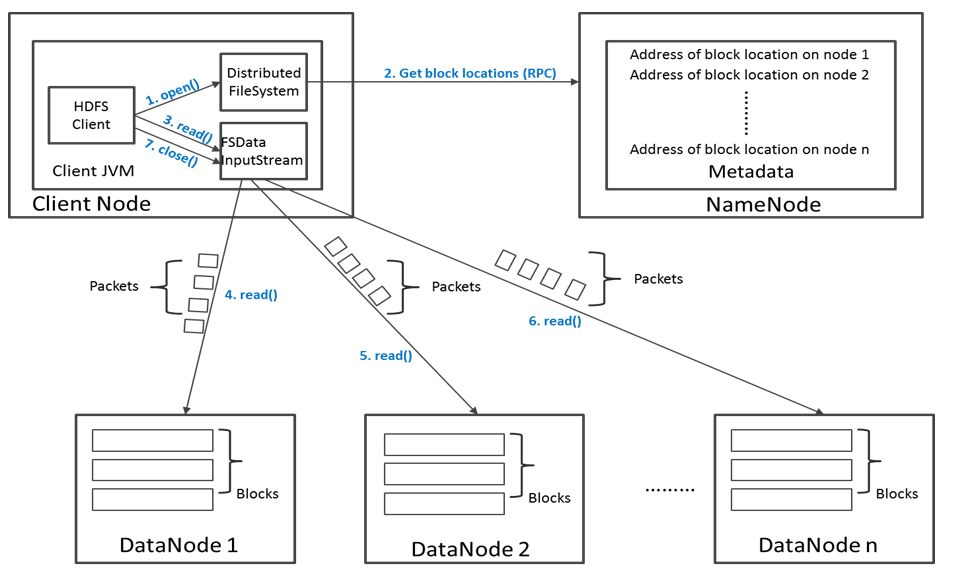 HDFS
Client
1. open()
3. read()
7. close()
Client JVM
Client Node
Distributed
FileSystem
FSData
InputStream
2. Get block locations (RPC)
Address of block location on node 1
Address of block location on node 2
Address of block location on node n
Metadata
NameNode
Packets
4. read()
Packets
5. read()
Packets
6. read()
Blocks
DataNode 1
Blocks
DataNode 2
.........
Blocks
DataNode n